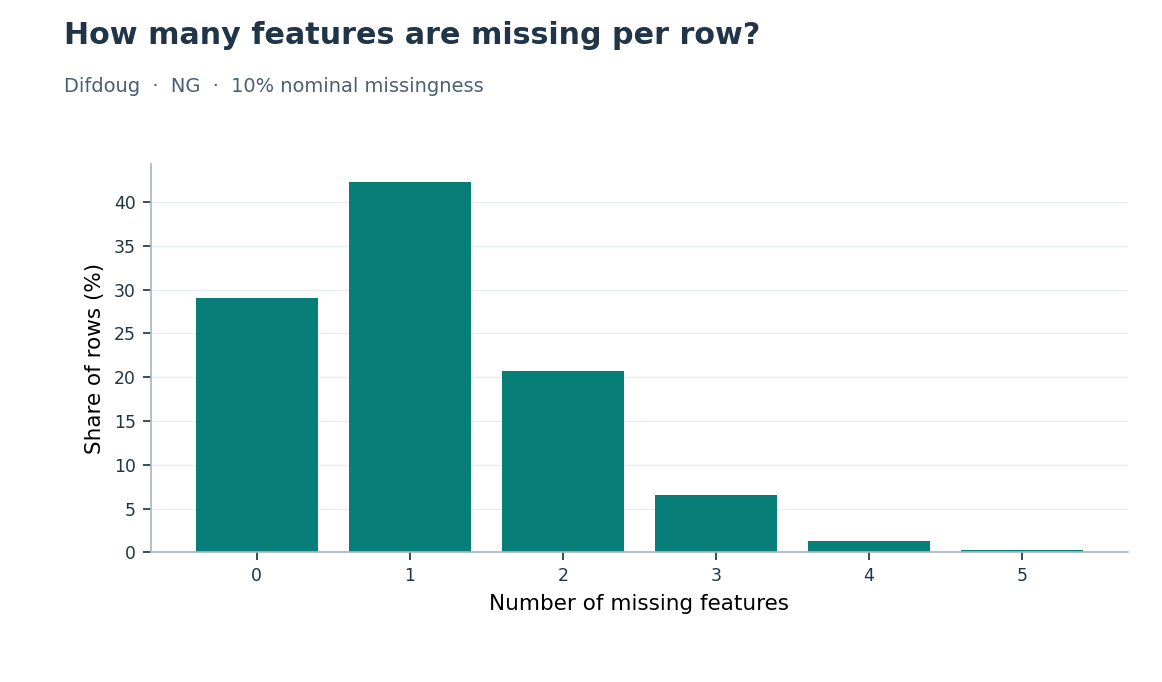 How many features are missing per row?
Difdoug · NG · 10% nominal missingness
Share of rows (%)
40
35
30
25
20
15
10
5
0
0 1 2 3 4 5
Number of missing features